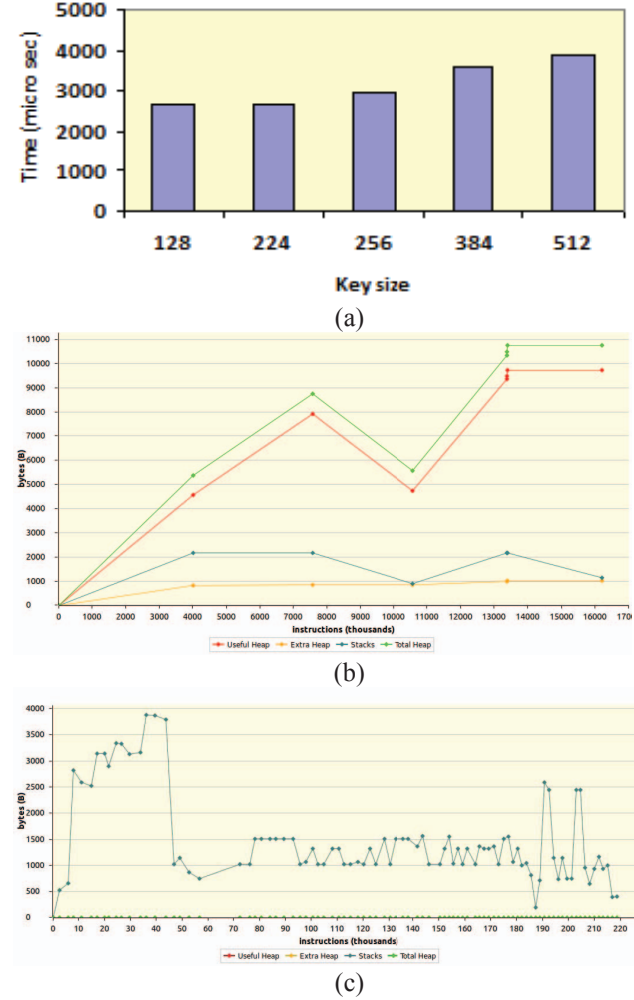 5000
4000
3000
2000
1000
0
Time (micro sec)
128 224 256 384 512
Key size
(a)
11000
10000
9000
8000
7000
6000
5000
4000
3000
2000
1000
0
bytes (B)
0 1000 2000 3000 4000 5000 6000 7000 8000 9000 10000 11000 12000 13000 14000 15000 16000 1700
instructions (thousands)
Useful Heap Extra Heap Stacks Total Heap
(b)
4000
3500
3000
2500
2000
1500
1000
500
0
bytes (B)
0 10 20 30 40 50 60 70 80 90 100 110 120 130 140 150 160 170 180 190 200 210 220
instructions (thousands)
Useful Heap Extra Heap Stacks Total Heap
(c)